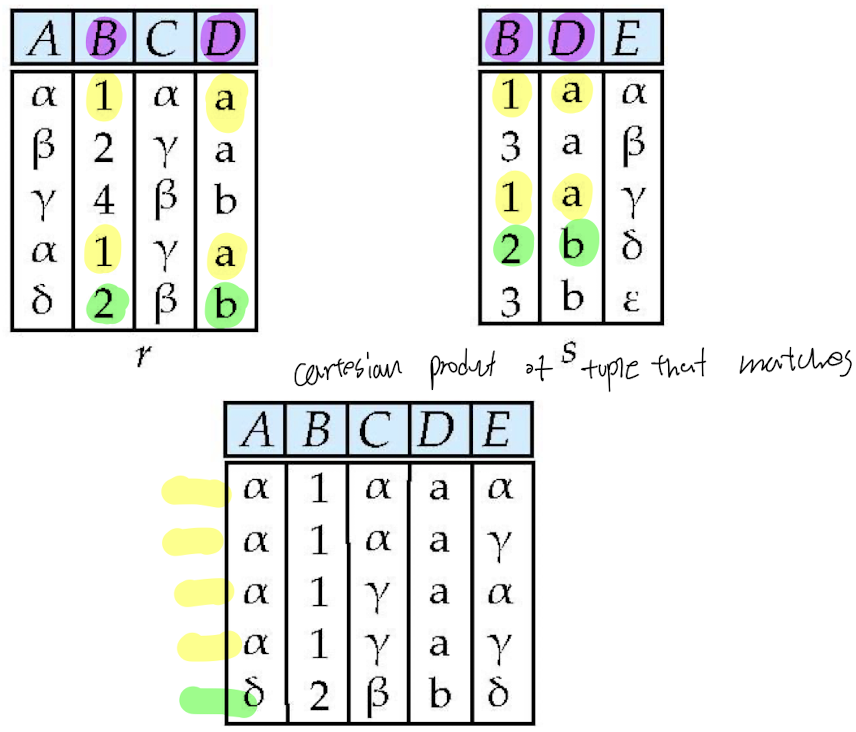 A B C D
α 1 α a
β 2 γ a
γ 4 β b
α 1 γ a
δ 2 β b
r
B D E
1 a α
3 a β
1 a γ
2 b δ
3 b ε
s
cartesian product of tuple that matches
A B C D E
α 1 α a α
α 1 α a γ
α 1 γ a α
α 1 γ a γ
δ 2 β b δ